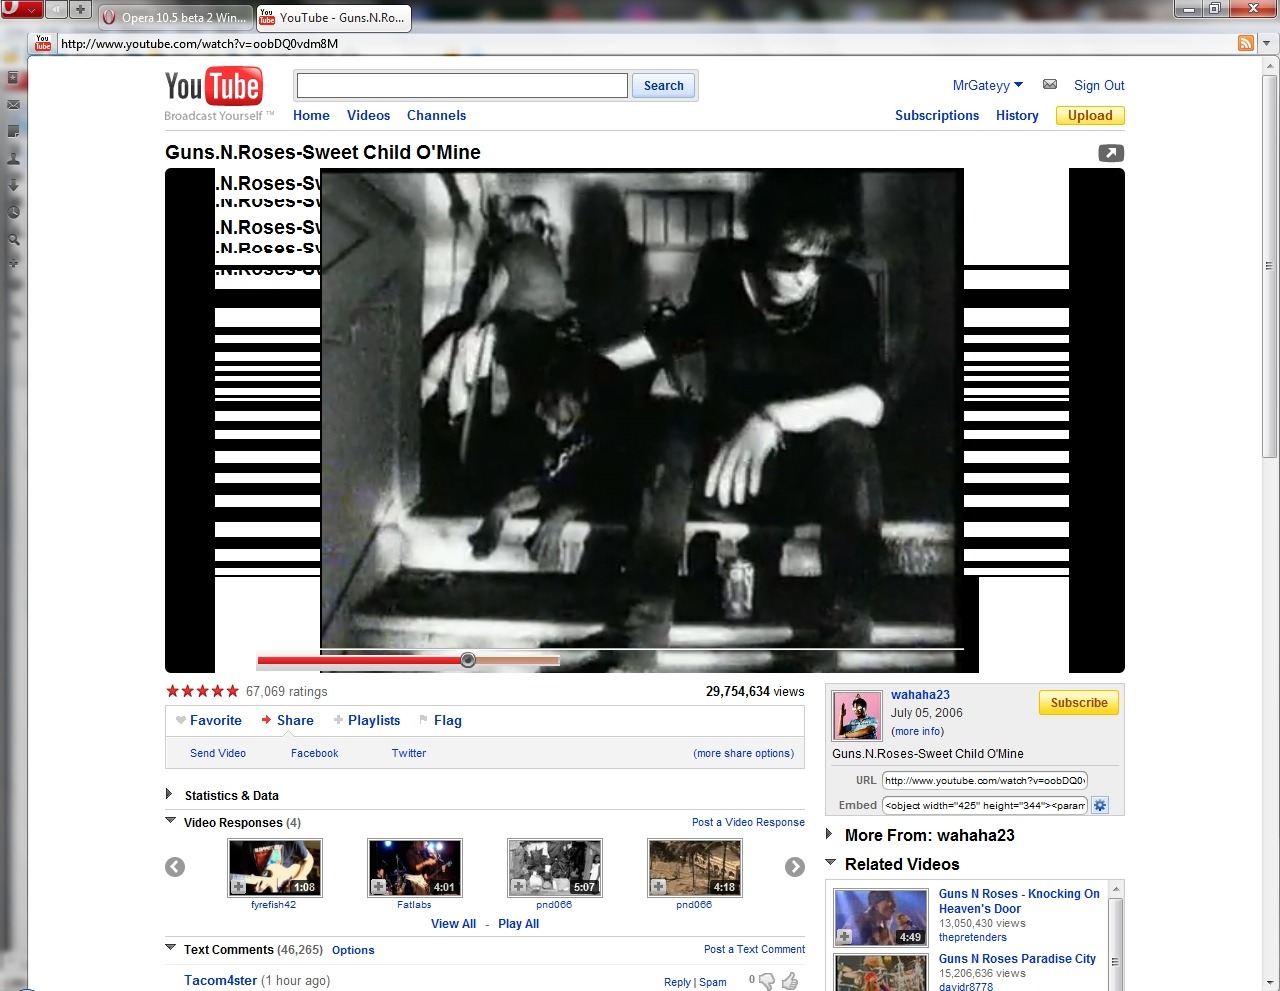 Opera 10.5 beta 2 Win...
YouTube - Guns.N.Ro...
http://www.youtube.com/watch?v=oobDQ0vdm8M
YouTube
Broadcast Yourself ™
Search
MrGateyy
Sign Out
Home Videos Channels
Subscriptions History Upload
Guns.N.Roses-Sweet Child O'Mine
.N.Roses-Sw
.N.Roses-Sw
.N.Roses-Sw
.N.Roses-Sw
.N.Roses-Sw
67,069 ratings
29,754,634 views
Favorite Share Playlists Flag
Send Video Facebook Twitter (more share options)
wahaha23
July 05, 2006
(more info)
Subscribe
Guns.N.Roses-Sweet Child O'Mine
URL http://www.youtube.com/watch?v=oobDQ0v
Embed <object width="425" height="344"><param
Statistics & Data
Video Responses (4)
Post a Video Response
1:08
4:01
5:07
4:18
fyrefish42
Fatlabs
pnd066
pnd066
View All - Play All
More From: wahaha23
Related Videos
Guns N Roses - Knocking On
Heaven's Door
13,050,430 views
thepretenders
4:49
Guns N Roses Paradise City
15,206,636 views
davidr8778
Text Comments (46,265) Options
Post a Text Comment
Tacom4ster (1 hour ago)
Reply | Spam
0